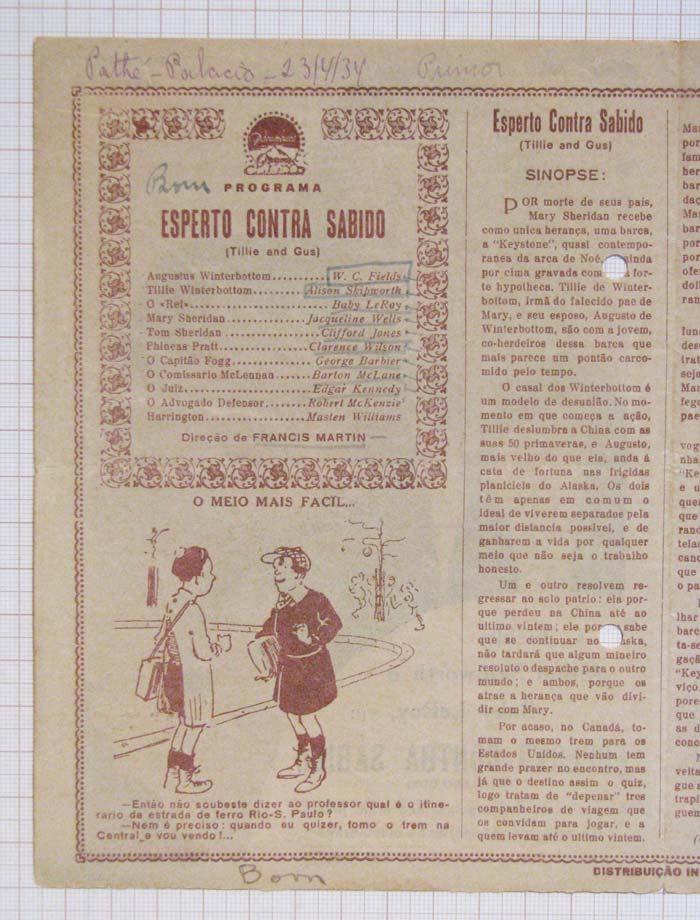 Pathé-Palacio - 23/4/34
Primor
Paramount
Bom
PROGRAMA
ESPERTO CONTRA SABIDO
(Tillie and Gus)
Augustus Winterbottom............W. C. Fields
Tillie Winterbottom..........Alison Skipworth
O «Rei»..........................Baby LeRoy
Mary Sheridan...............Jacqueline Wells
Tom Sheridan..................Clifford Jones
Phineas Pratt...............Clarence Wilson
O Capitão Fogg...............George Barbier
O Comissario McLennan......Barton McLane
O Juiz.........................Edgar Kennedy
O Advogado Defensor.......Robert McKenzie
Harrington..................Masten Williams
Direção de FRANCIS MARTIN
O MEIO MAIS FACIL...
—Então não soubeste dizer ao professor qual é o itine-
rario da estrada de ferro Rio-S. Paulo?
—Nem é preciso: quando eu quizer, tomo o trem na
Central e vou vendo!...
Bom
Esperto Contra Sabido
(Tillie and Gus)
SINOPSE:
POR morte de seus pais,
Mary Sheridan recebe
como unica herança, uma barca,
a "Keystone", quasi contempo-
ranea da arca de Noé, ainda
por cima gravada com a for-
te hypotheca. Tillie de Winter-
bottom, irmã do falecido pae de
Mary, e seu esposo, Augusto de
Winterbottom, são com a jovem,
co-herdeiros dessa barca que
mais parece um pontão carco-
mido pelo tempo.
O casal dos Winterbottom é
um modelo de desunião. No mo-
mento em que começa a ação,
Tillie deslumbra a China com as
suas 50 primaveras, e Augusto,
mais velho do que ela, anda á
cata de fortuna nas frigidas
planicieis do Alaska. Os dois
têm apenas em comum o
ideal de viverem separados pela
maior distancia possivel, e de
ganharem a vida por qualquer
meio que não seja o trabalho
honesto.
Um e outro resolvem re-
gressar ao solo patrio: ela por-
que perdeu na China até ao
ultimo vintem; ele por sabe
que se continuar no ska,
não tardará que algum mineiro
resoluto o despache para o outro
mundo; e ambos, porque os
atrae a herança que vão divi-
dir com Mary.
Por acaso, no Canadá, to-
mam o mesmo trem para os
Estados Unidos. Nenhum tem
grande prazer no encontro, mas
já que o destino assim o quiz,
logo tratam de "depenar" tres
companheiros de viagem que
os convidam para jogar, e a
quem levam até o ultimo vintem.
DISTRIBUIÇÃO IN